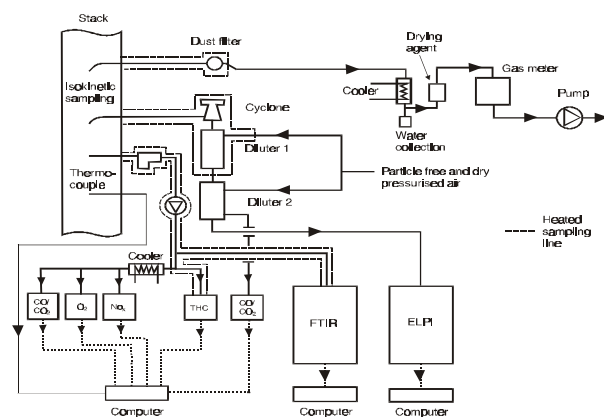 Stack
Dust filter
Drying
agent
Gas meter
Isokinetic
sampling
Cooler
Pump
Cyclone
Water
collection
Diluter 1
Thermo-
couple
Particle free and dry
pressurised air
Diluter 2
Heated
sampling
line
Cooler
CO/
CO₂
O₂
NOₓ
THC
CO/
CO₂
FTIR
ELPI
Computer
Computer
Computer